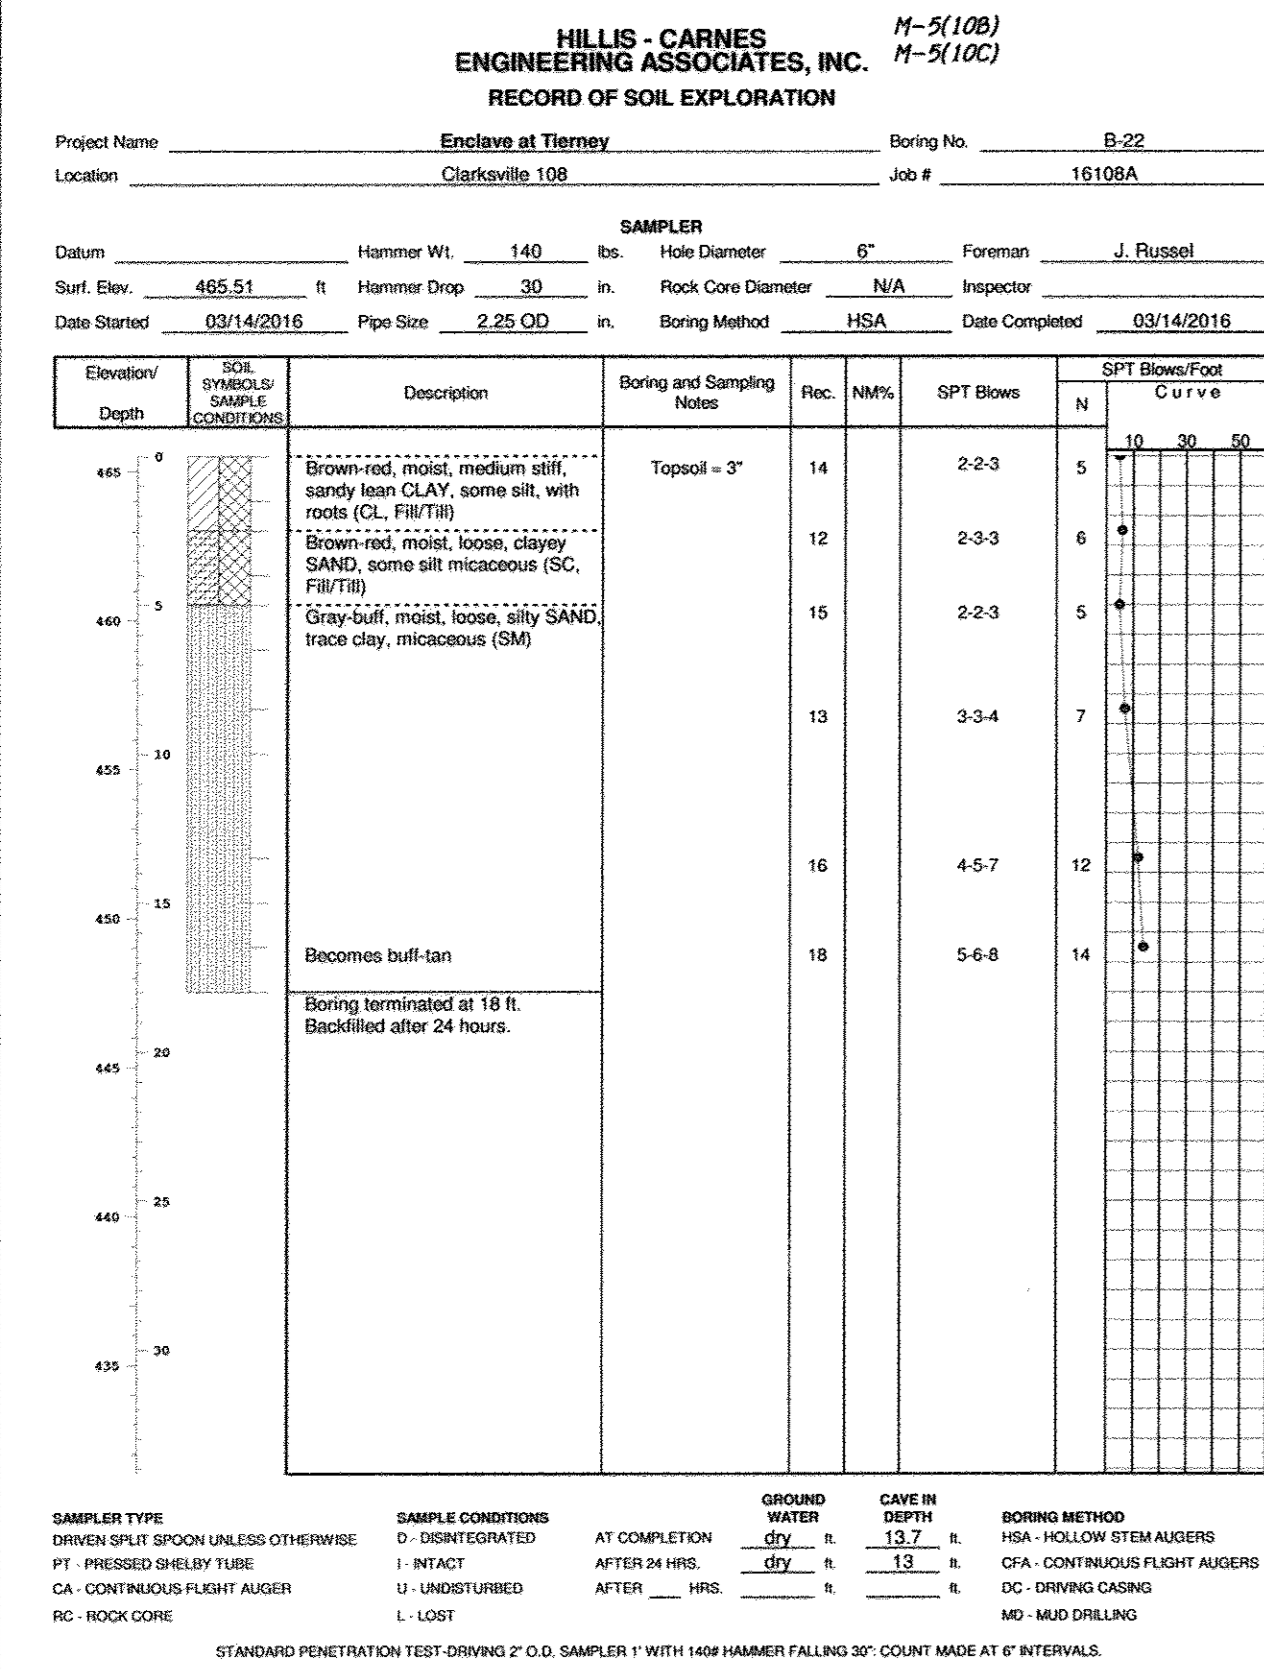 M-5(10B)
M-5(10C)
HILLIS - CARNES
ENGINEERING ASSOCIATES, INC.
RECORD OF SOIL EXPLORATION
Project Name Enclave at Tierney Boring No. B-22
Location Clarksville 108 Job # 16108A
SAMPLER
Datum Hammer Wt. 140 lbs. Hole Diameter 6" Foreman J. Russel
Surf. Elev. 465.51 ft Hammer Drop 30 in. Rock Core Diameter N/A Inspector
Date Started 03/14/2016 Pipe Size 2.25 OD in. Boring Method HSA Date Completed 03/14/2016
Elevation/
Depth
SOIL
SYMBOLS/
SAMPLE
CONDITIONS
Description
Boring and Sampling
Notes
Rec.
NM%
SPT Blows
SPT Blows/Foot
N
Curve
10 30 50
0
465
Brown-red, moist, medium stiff,
sandy lean CLAY, some silt, with
roots (CL, Fill/Till)
Topsoil = 3"
14 2-2-3 5
Brown-red, moist, loose, clayey
SAND, some silt micaceous (SC,
Fill/Till)
12 2-3-3 6
5
460
Gray-buff, moist, loose, silty SAND,
trace clay, micaceous (SM)
15 2-2-3 5
13 3-3-4 7
10
455
16 4-5-7 12
15
450
Becomes buff-tan
18 5-6-8 14
Boring terminated at 18 ft.
Backfilled after 24 hours.
20
445
25
440
30
435
SAMPLER TYPE
DRIVEN SPLIT SPOON UNLESS OTHERWISE
PT - PRESSED SHELBY TUBE
CA - CONTINUOUS FLIGHT AUGER
RC - ROCK CORE
SAMPLE CONDITIONS
D - DISINTEGRATED
I - INTACT
U - UNDISTURBED
L - LOST
GROUND
WATER
CAVE IN
DEPTH
AT COMPLETION dry ft. 13.7 ft.
AFTER 24 HRS. dry ft. 13 ft.
AFTER ____ HRS. ft. ft.
BORING METHOD
HSA - HOLLOW STEM AUGERS
CFA - CONTINUOUS FLIGHT AUGERS
DC - DRIVING CASING
MD - MUD DRILLING
STANDARD PENETRATION TEST-DRIVING 2" O.D. SAMPLER 1' WITH 140# HAMMER FALLING 30": COUNT MADE AT 6" INTERVALS.